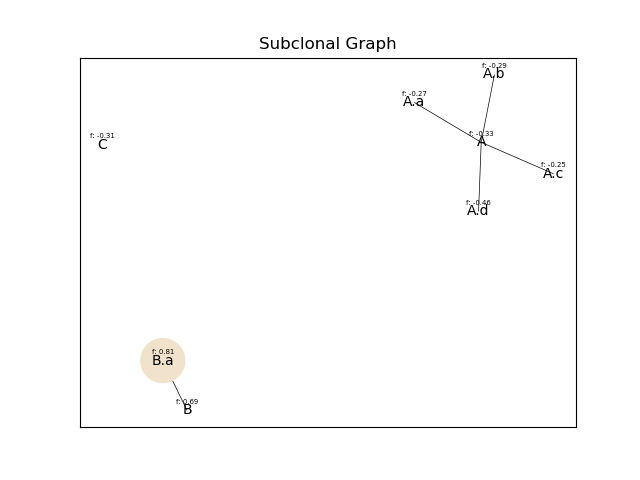 Subclonal Graph
f: -0.29
A.b
f: -0.27
A.a
f: -0.33
A
f: -0.31
C
f: -0.25
A.c
f: -0.46
A.d
f: 0.81
B.a
f: 0.69
B